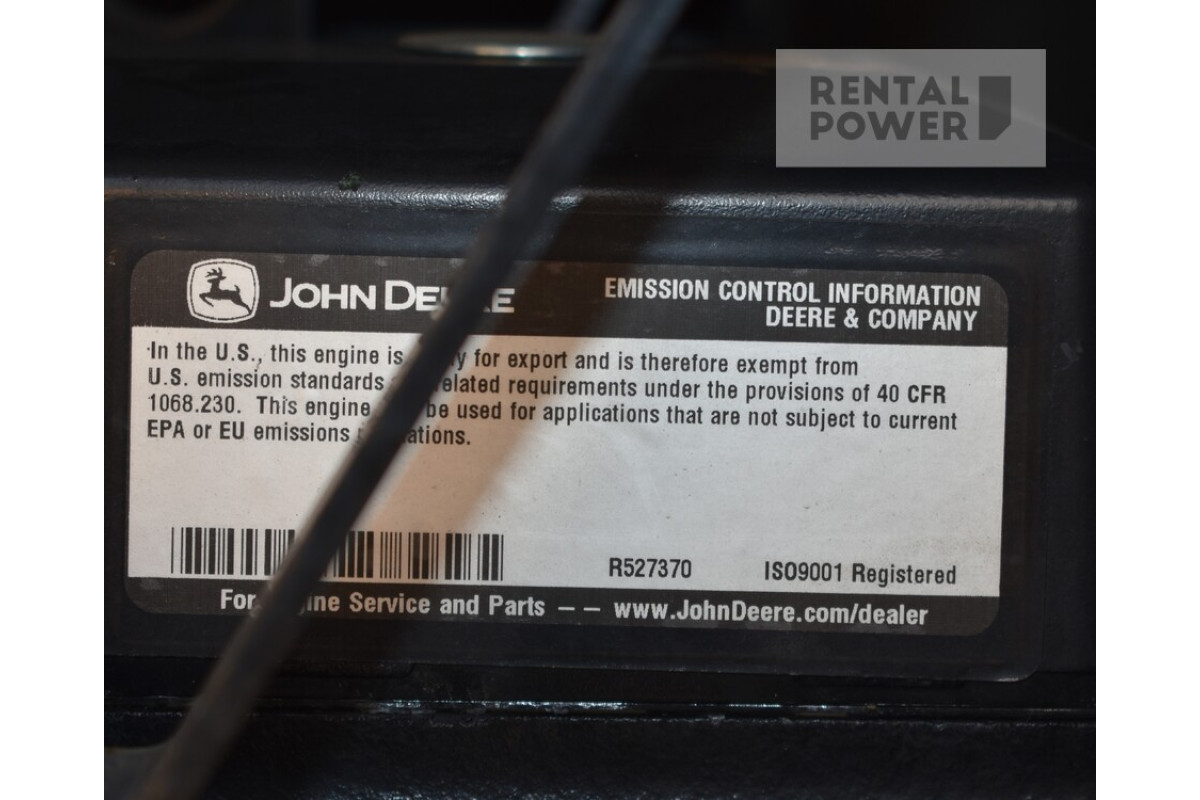 RENTAL
POWER
JOHN DEERE
EMISSION CONTROL INFORMATION
DEERE & COMPANY
In the U.S., this engine is for export and is therefore exempt from
U.S. emission standards related requirements under the provisions of 40 CFR
1068.230. This engine be used for applications that are not subject to current
EPA or EU emissions
R527370
ISO9001 Registered
For Engine Service and Parts – – www.JohnDeere.com/dealer